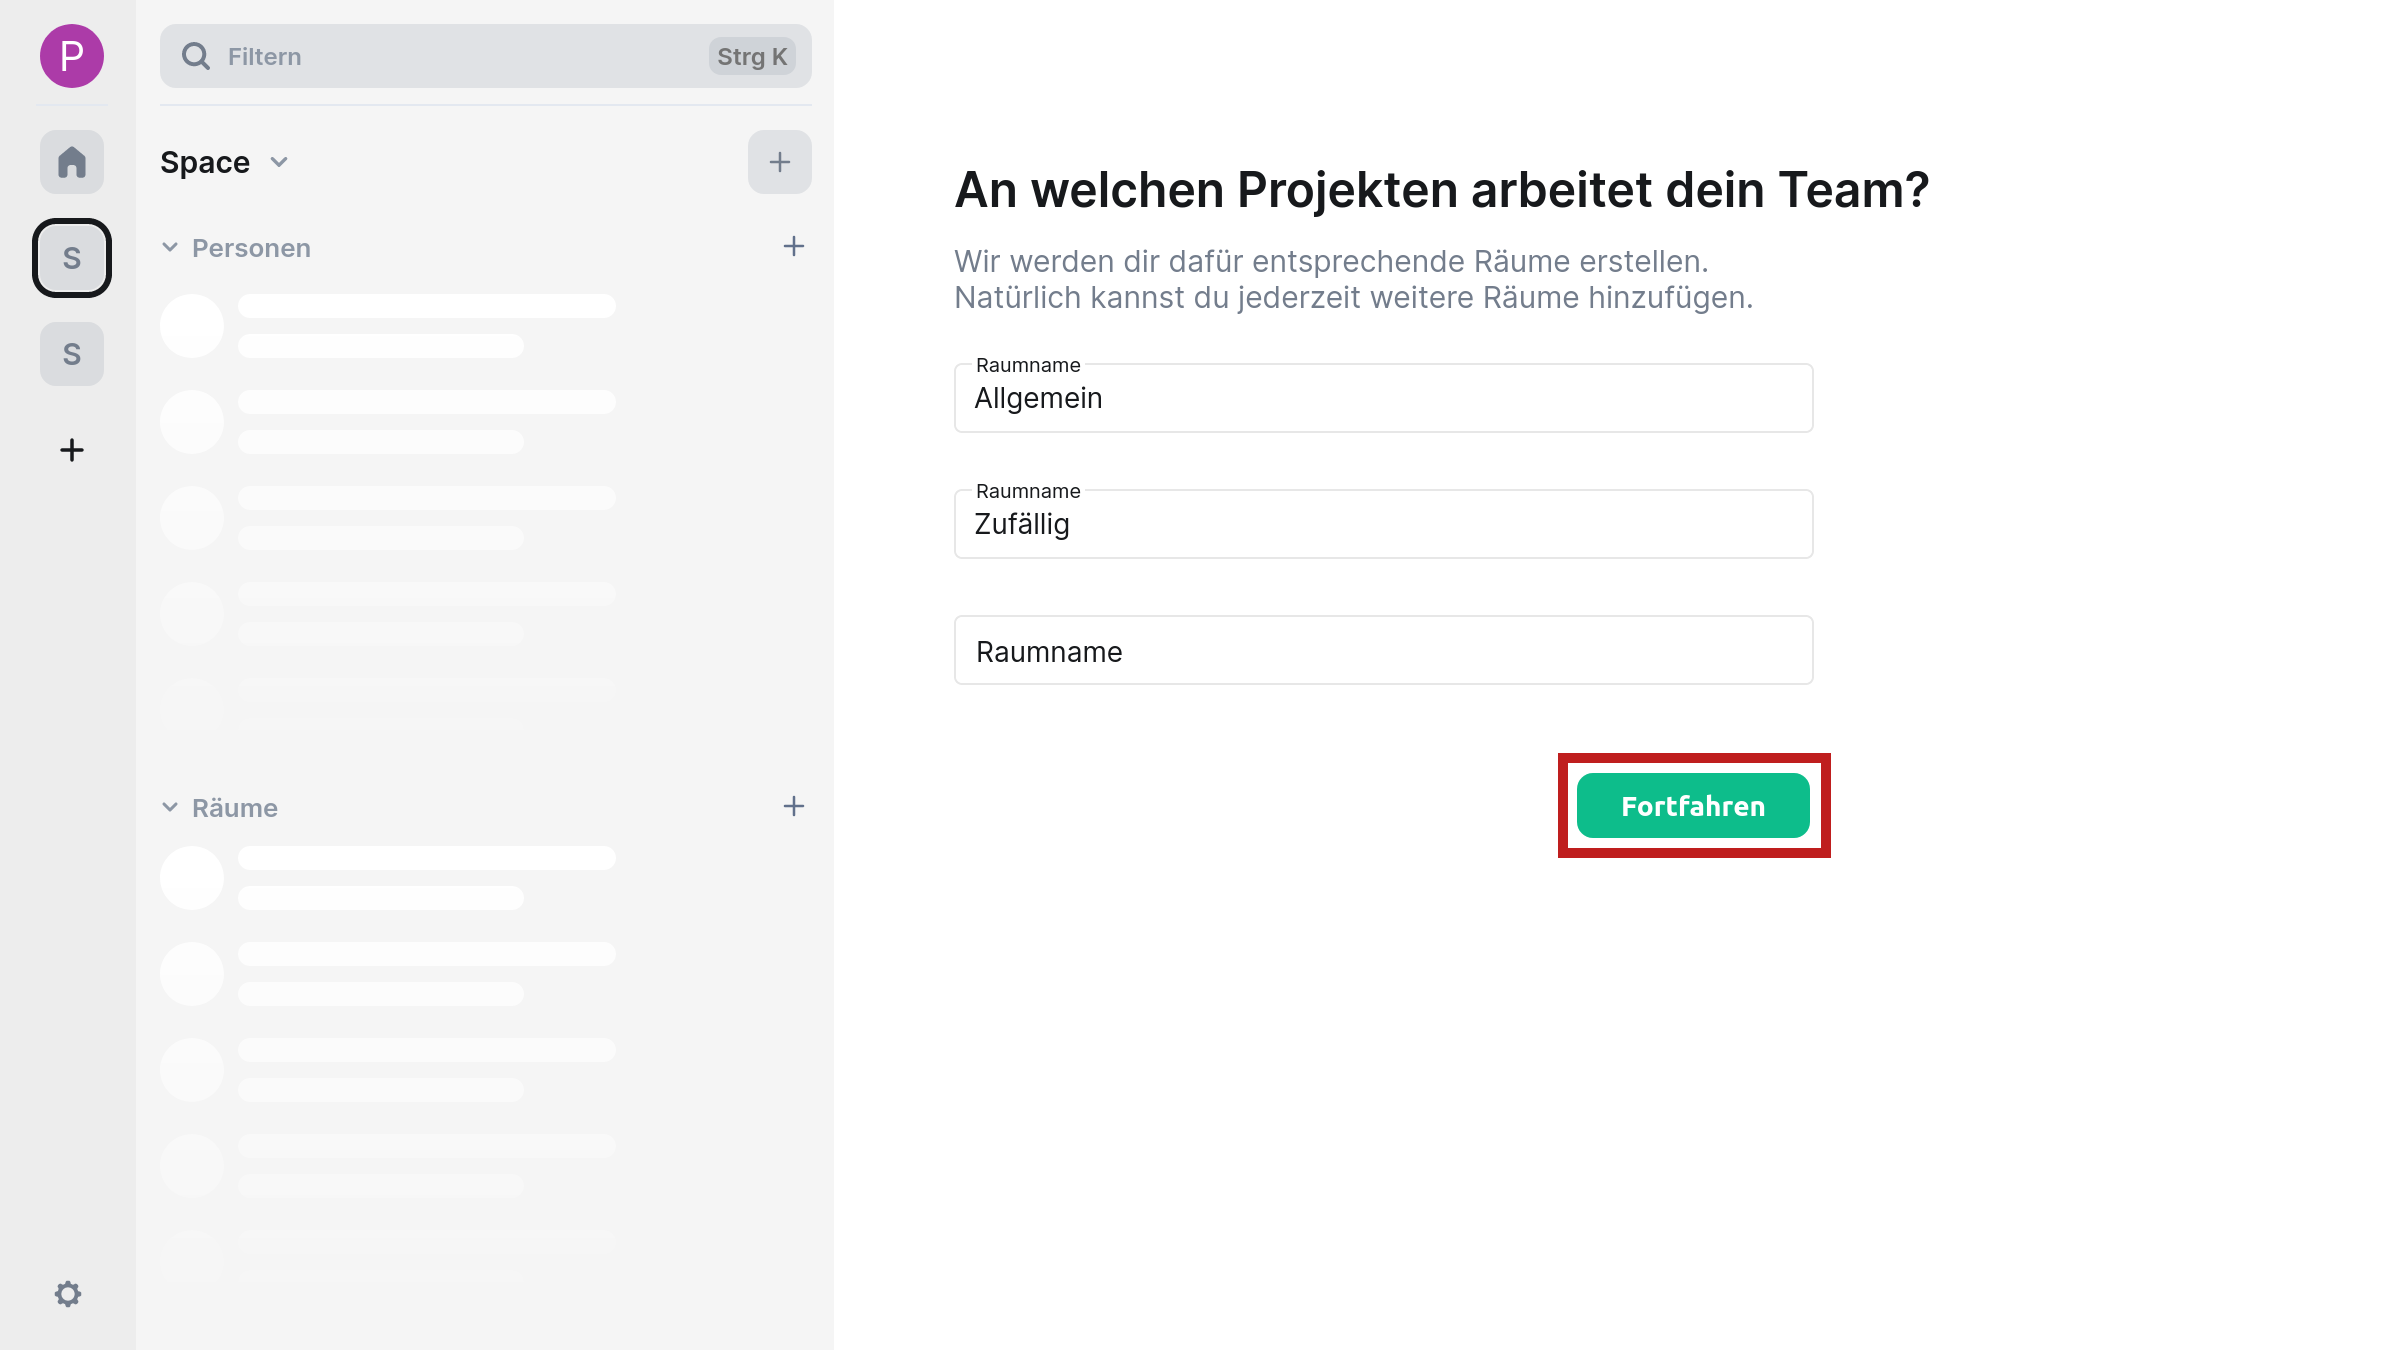 P
Filtern
Strg K
Space
S
Personen
S
Räume
An welchen Projekten arbeitet dein Team?
Wir werden dir dafür entsprechende Räume erstellen.
Natürlich kannst du jederzeit weitere Räume hinzufügen.
Raumname
Allgemein
Raumname
Zufällig
Raumname
Fortfahren